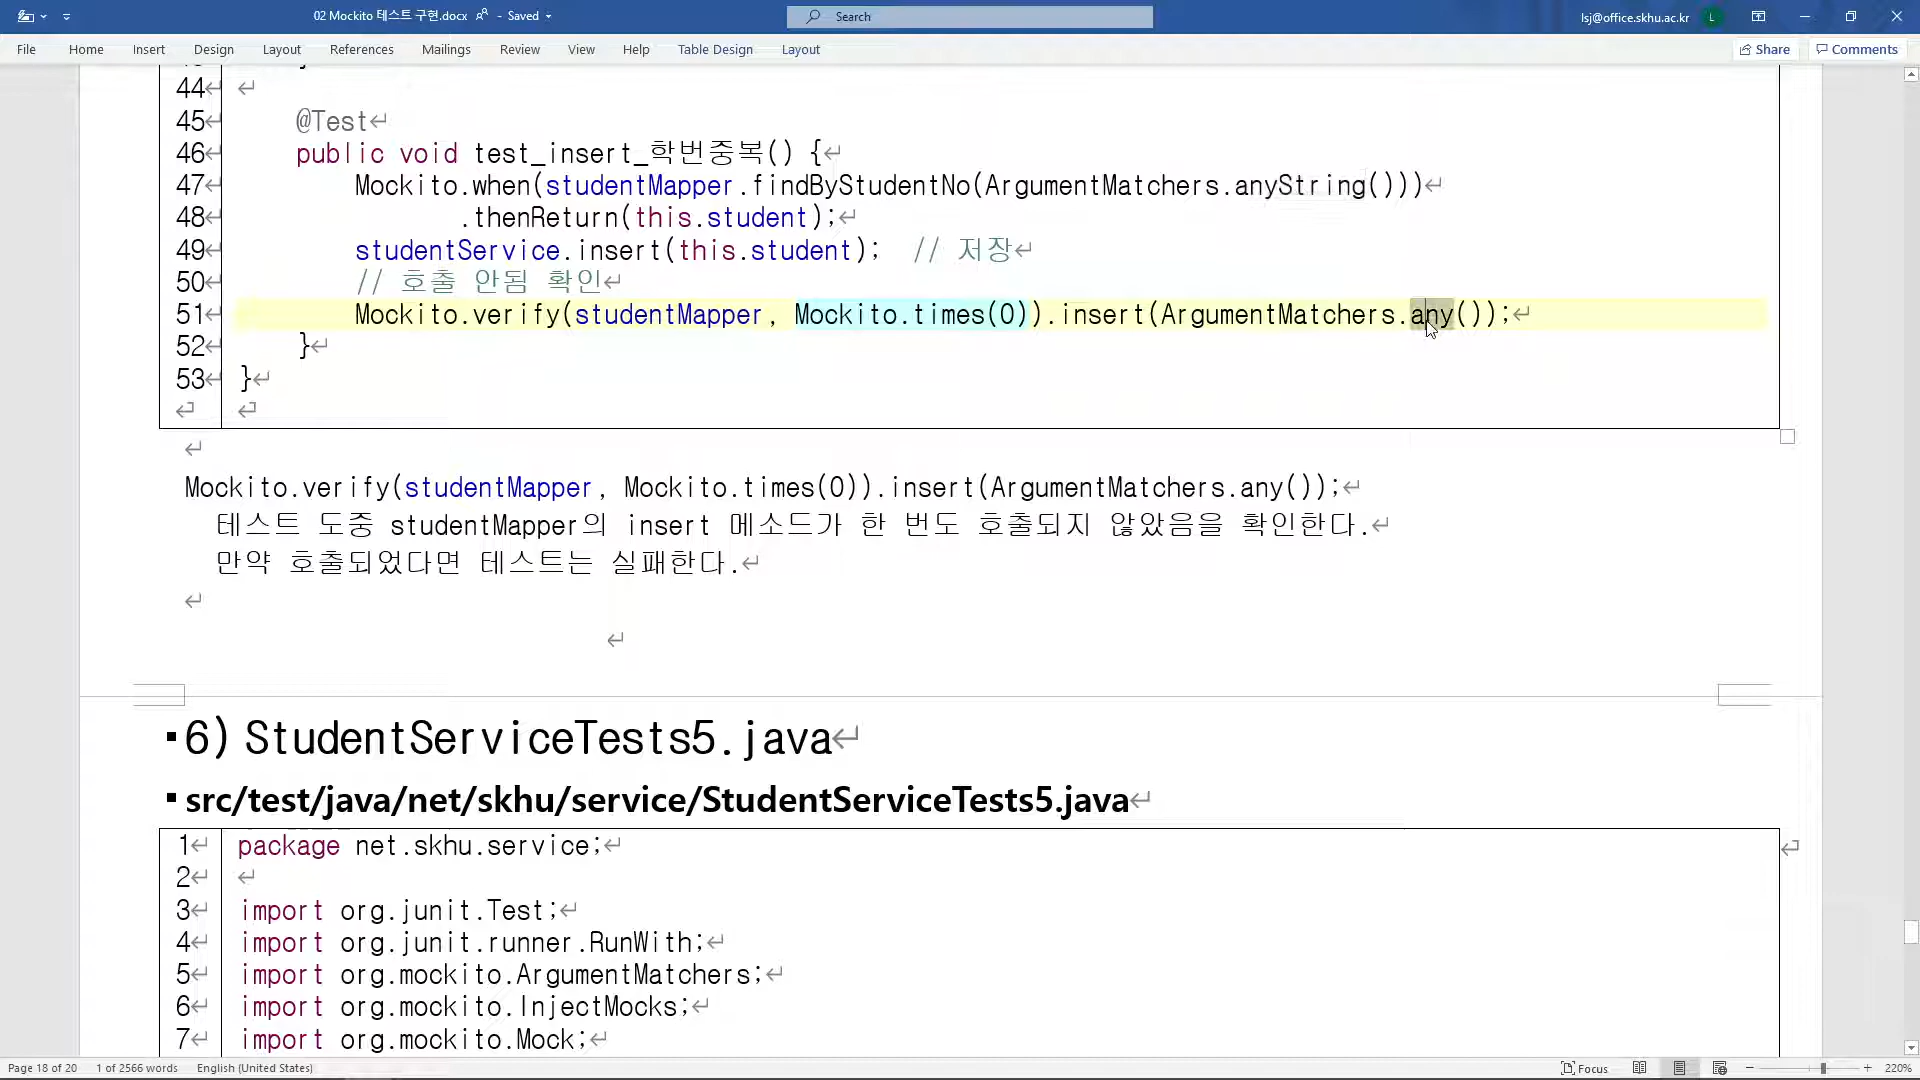 02 Mockito 테스트 구현.docx - Saved
Search
lsj@office.skhu.ac.kr L
File Home Insert Design Layout References Mailings Review View Help Table Design Layout
Share Comments
44
45 @Test
46 public void test_insert_학번중복() {
47 Mockito.when(studentMapper.findByStudentNo(ArgumentMatchers.anyString()))
48 .thenReturn(this.student);
49 studentService.insert(this.student); // 저장
50 // 호출 안됨 확인
51 Mockito.verify(studentMapper, Mockito.times(0)).insert(ArgumentMatchers.any());
52 }
53 }
Mockito.verify(studentMapper, Mockito.times(0)).insert(ArgumentMatchers.any());
테스트 도중 studentMapper의 insert 메소드가 한 번도 호출되지 않았음을 확인한다.
만약 호출되었다면 테스트는 실패한다.
6) StudentServiceTests5.java
src/test/java/net/skhu/service/StudentServiceTests5.java
1 package net.skhu.service;
2
3 import org.junit.Test;
4 import org.junit.runner.RunWith;
5 import org.mockito.ArgumentMatchers;
6 import org.mockito.InjectMocks;
7 import org.mockito.Mock;
Page 18 of 20 1 of 2566 words English (United States)
Focus
220%